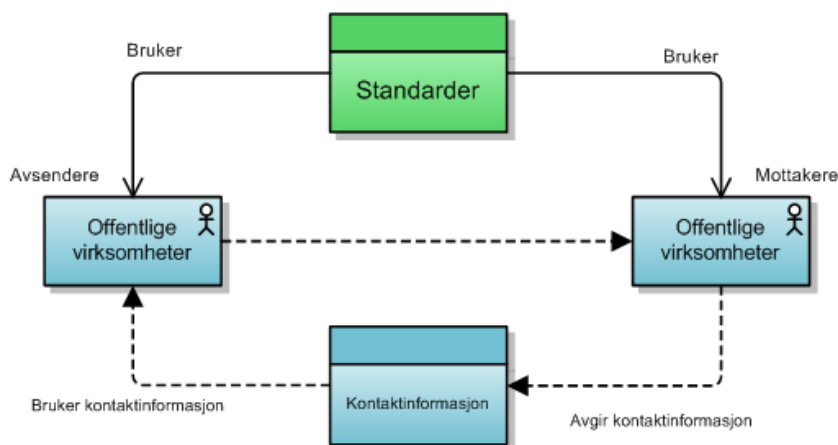 Bruker
Bruker
Standarder
Avsendere
Mottakere
Offentlige
virksomheter
Offentlige
virksomheter
Kontaktinformasjon
Bruker kontaktinformasjon
Avgir kontaktinformasjon